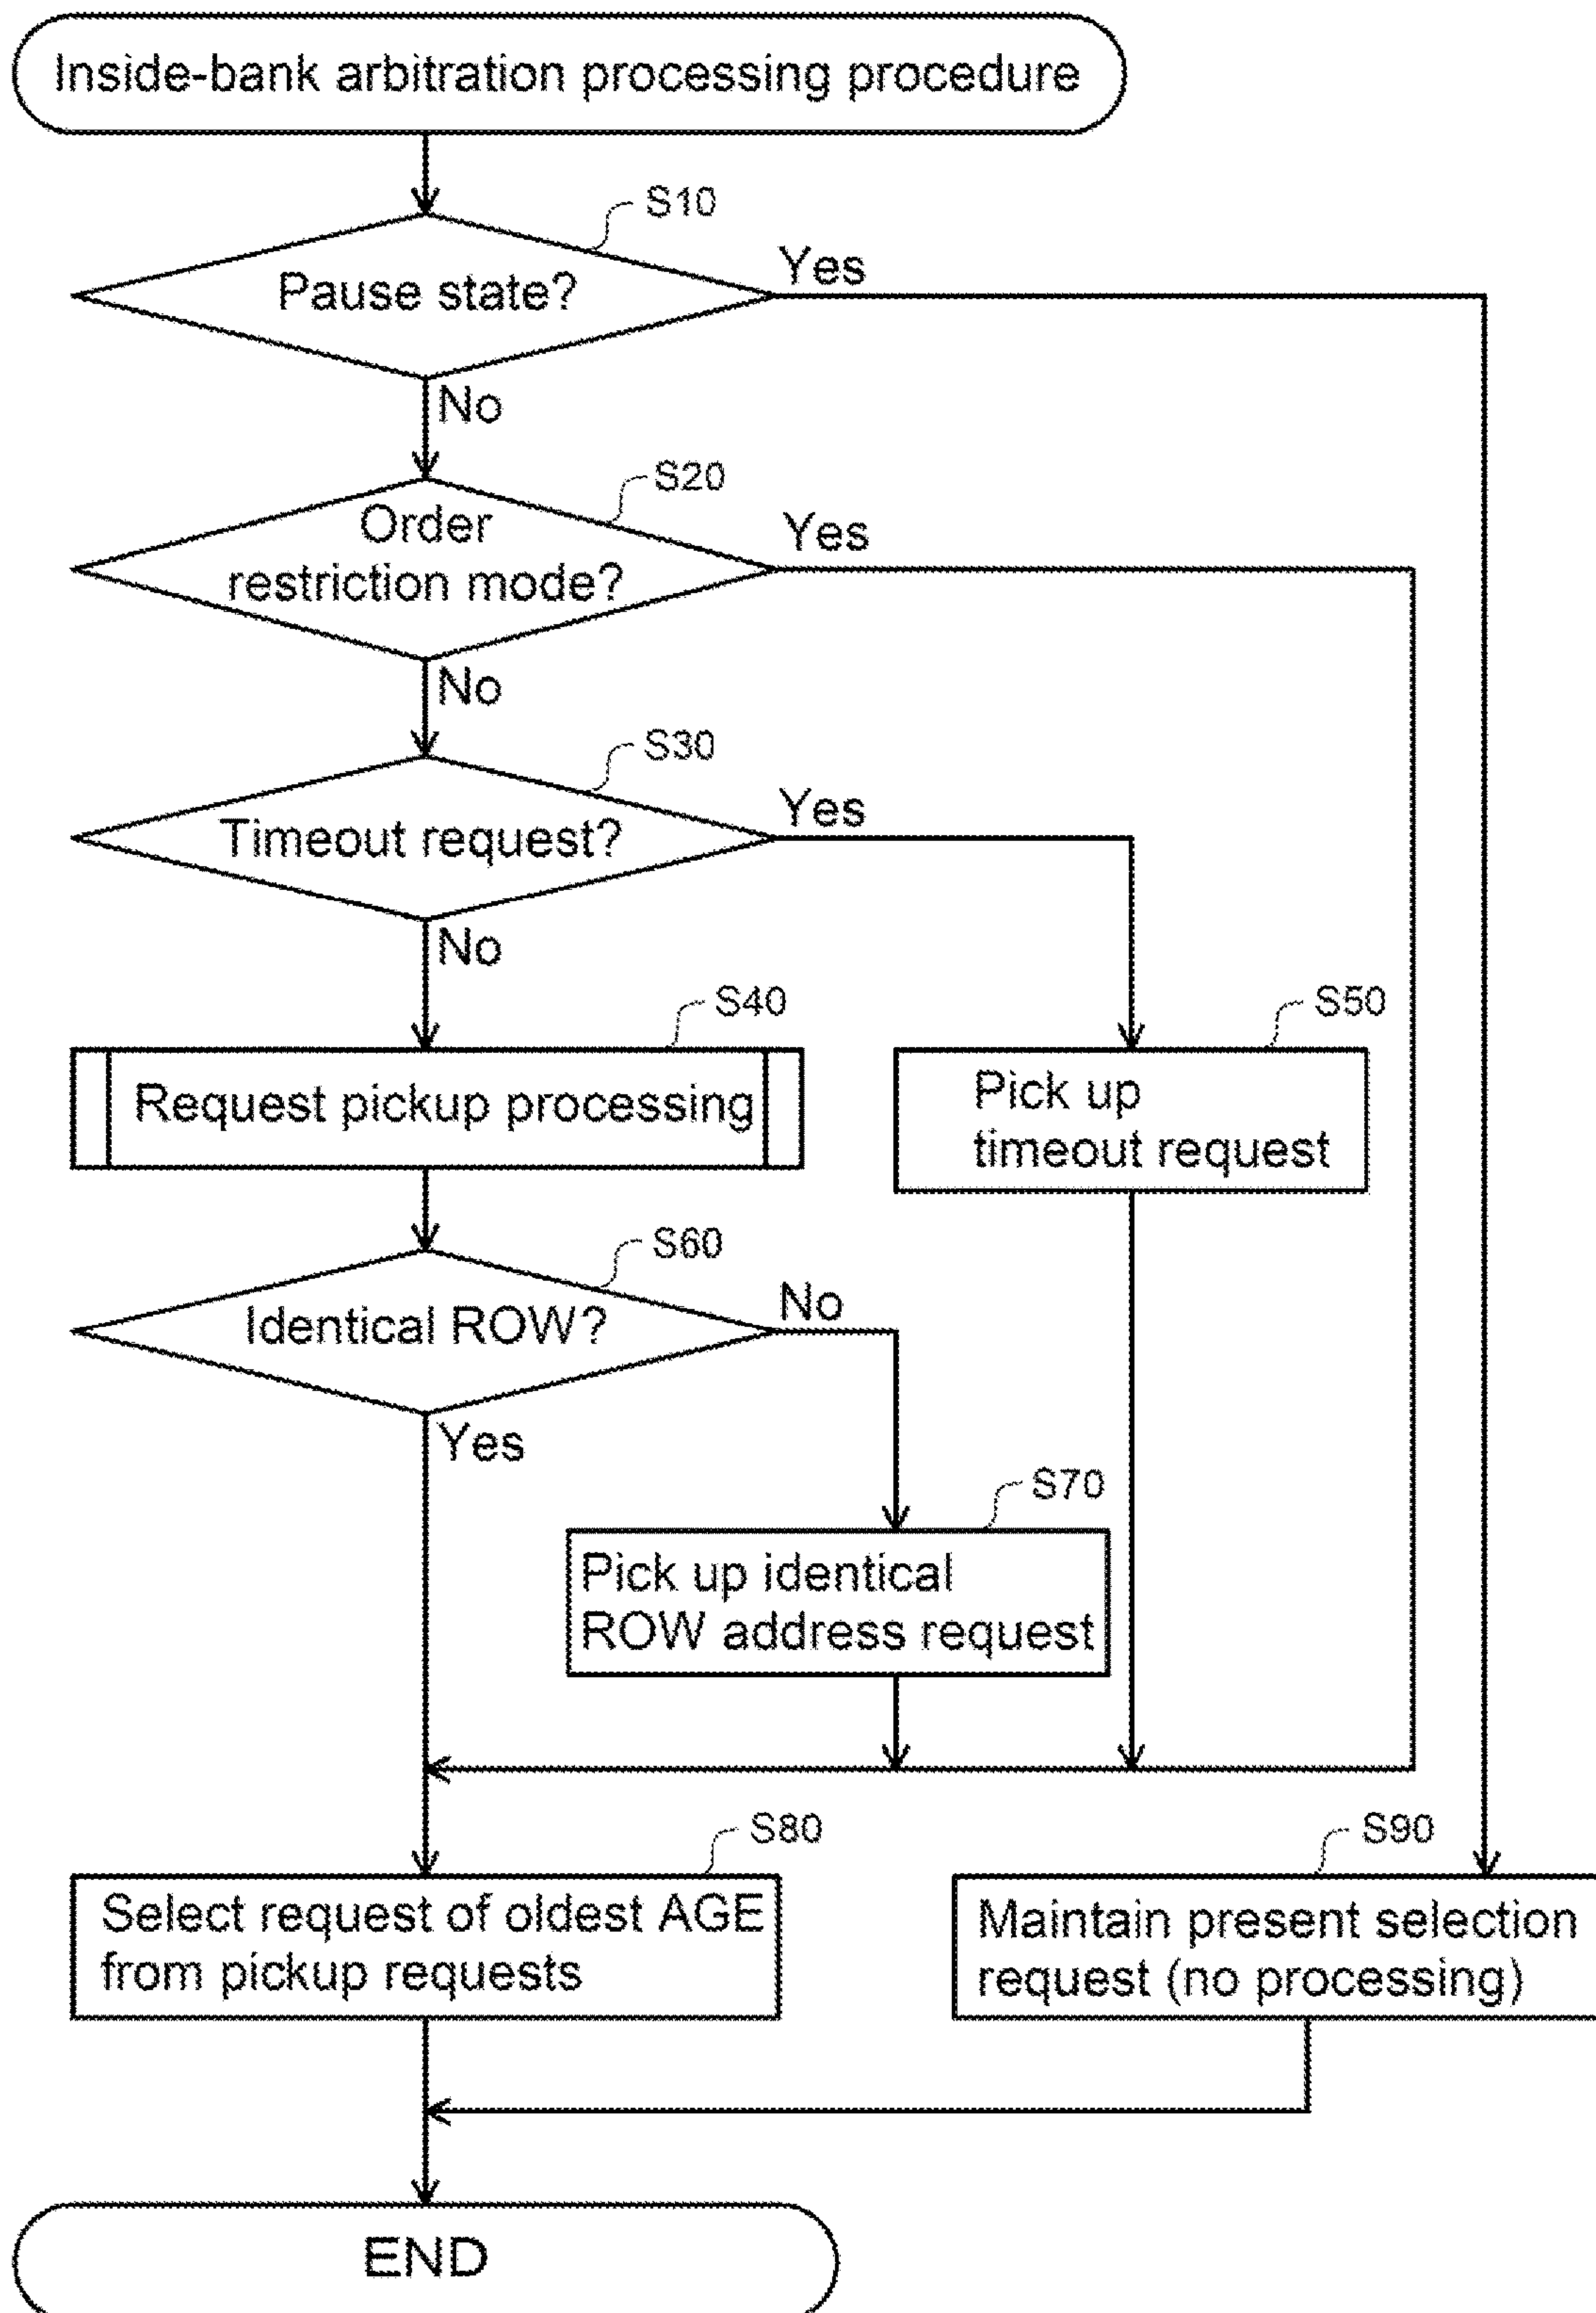 Inside-bank arbitration processing procedure
S10
Pause state?
Yes
No
S20
Order
restriction mode?
Yes
No
S30
Timeout request?
Yes
No
S40
Request pickup processing
S50
Pick up
timeout request
S60
Identical ROW?
No
Yes
S70
Pick up identical
ROW address request
S80
Select request of oldest AGE
from pickup requests
S90
Maintain present selection
request (no processing)
END